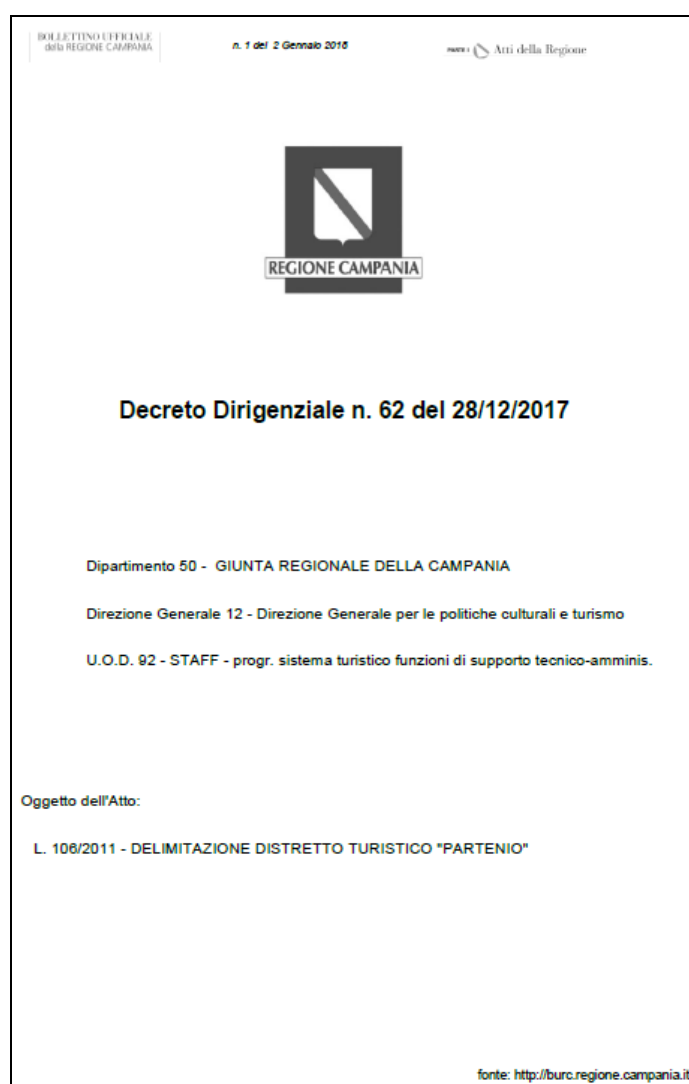 BOLLETTINO UFFICIALE
della REGIONE CAMPANIA
n. 1 del 2 Gennaio 2018
PARTE I Atti della Regione
REGIONE CAMPANIA
Decreto Dirigenziale n. 62 del 28/12/2017
Dipartimento 50 - GIUNTA REGIONALE DELLA CAMPANIA
Direzione Generale 12 - Direzione Generale per le politiche culturali e turismo
U.O.D. 92 - STAFF - progr. sistema turistico funzioni di supporto tecnico-amminis.
Oggetto dell'Atto:
L. 106/2011 - DELIMITAZIONE DISTRETTO TURISTICO "PARTENIO"
fonte: http://burc.regione.campania.it